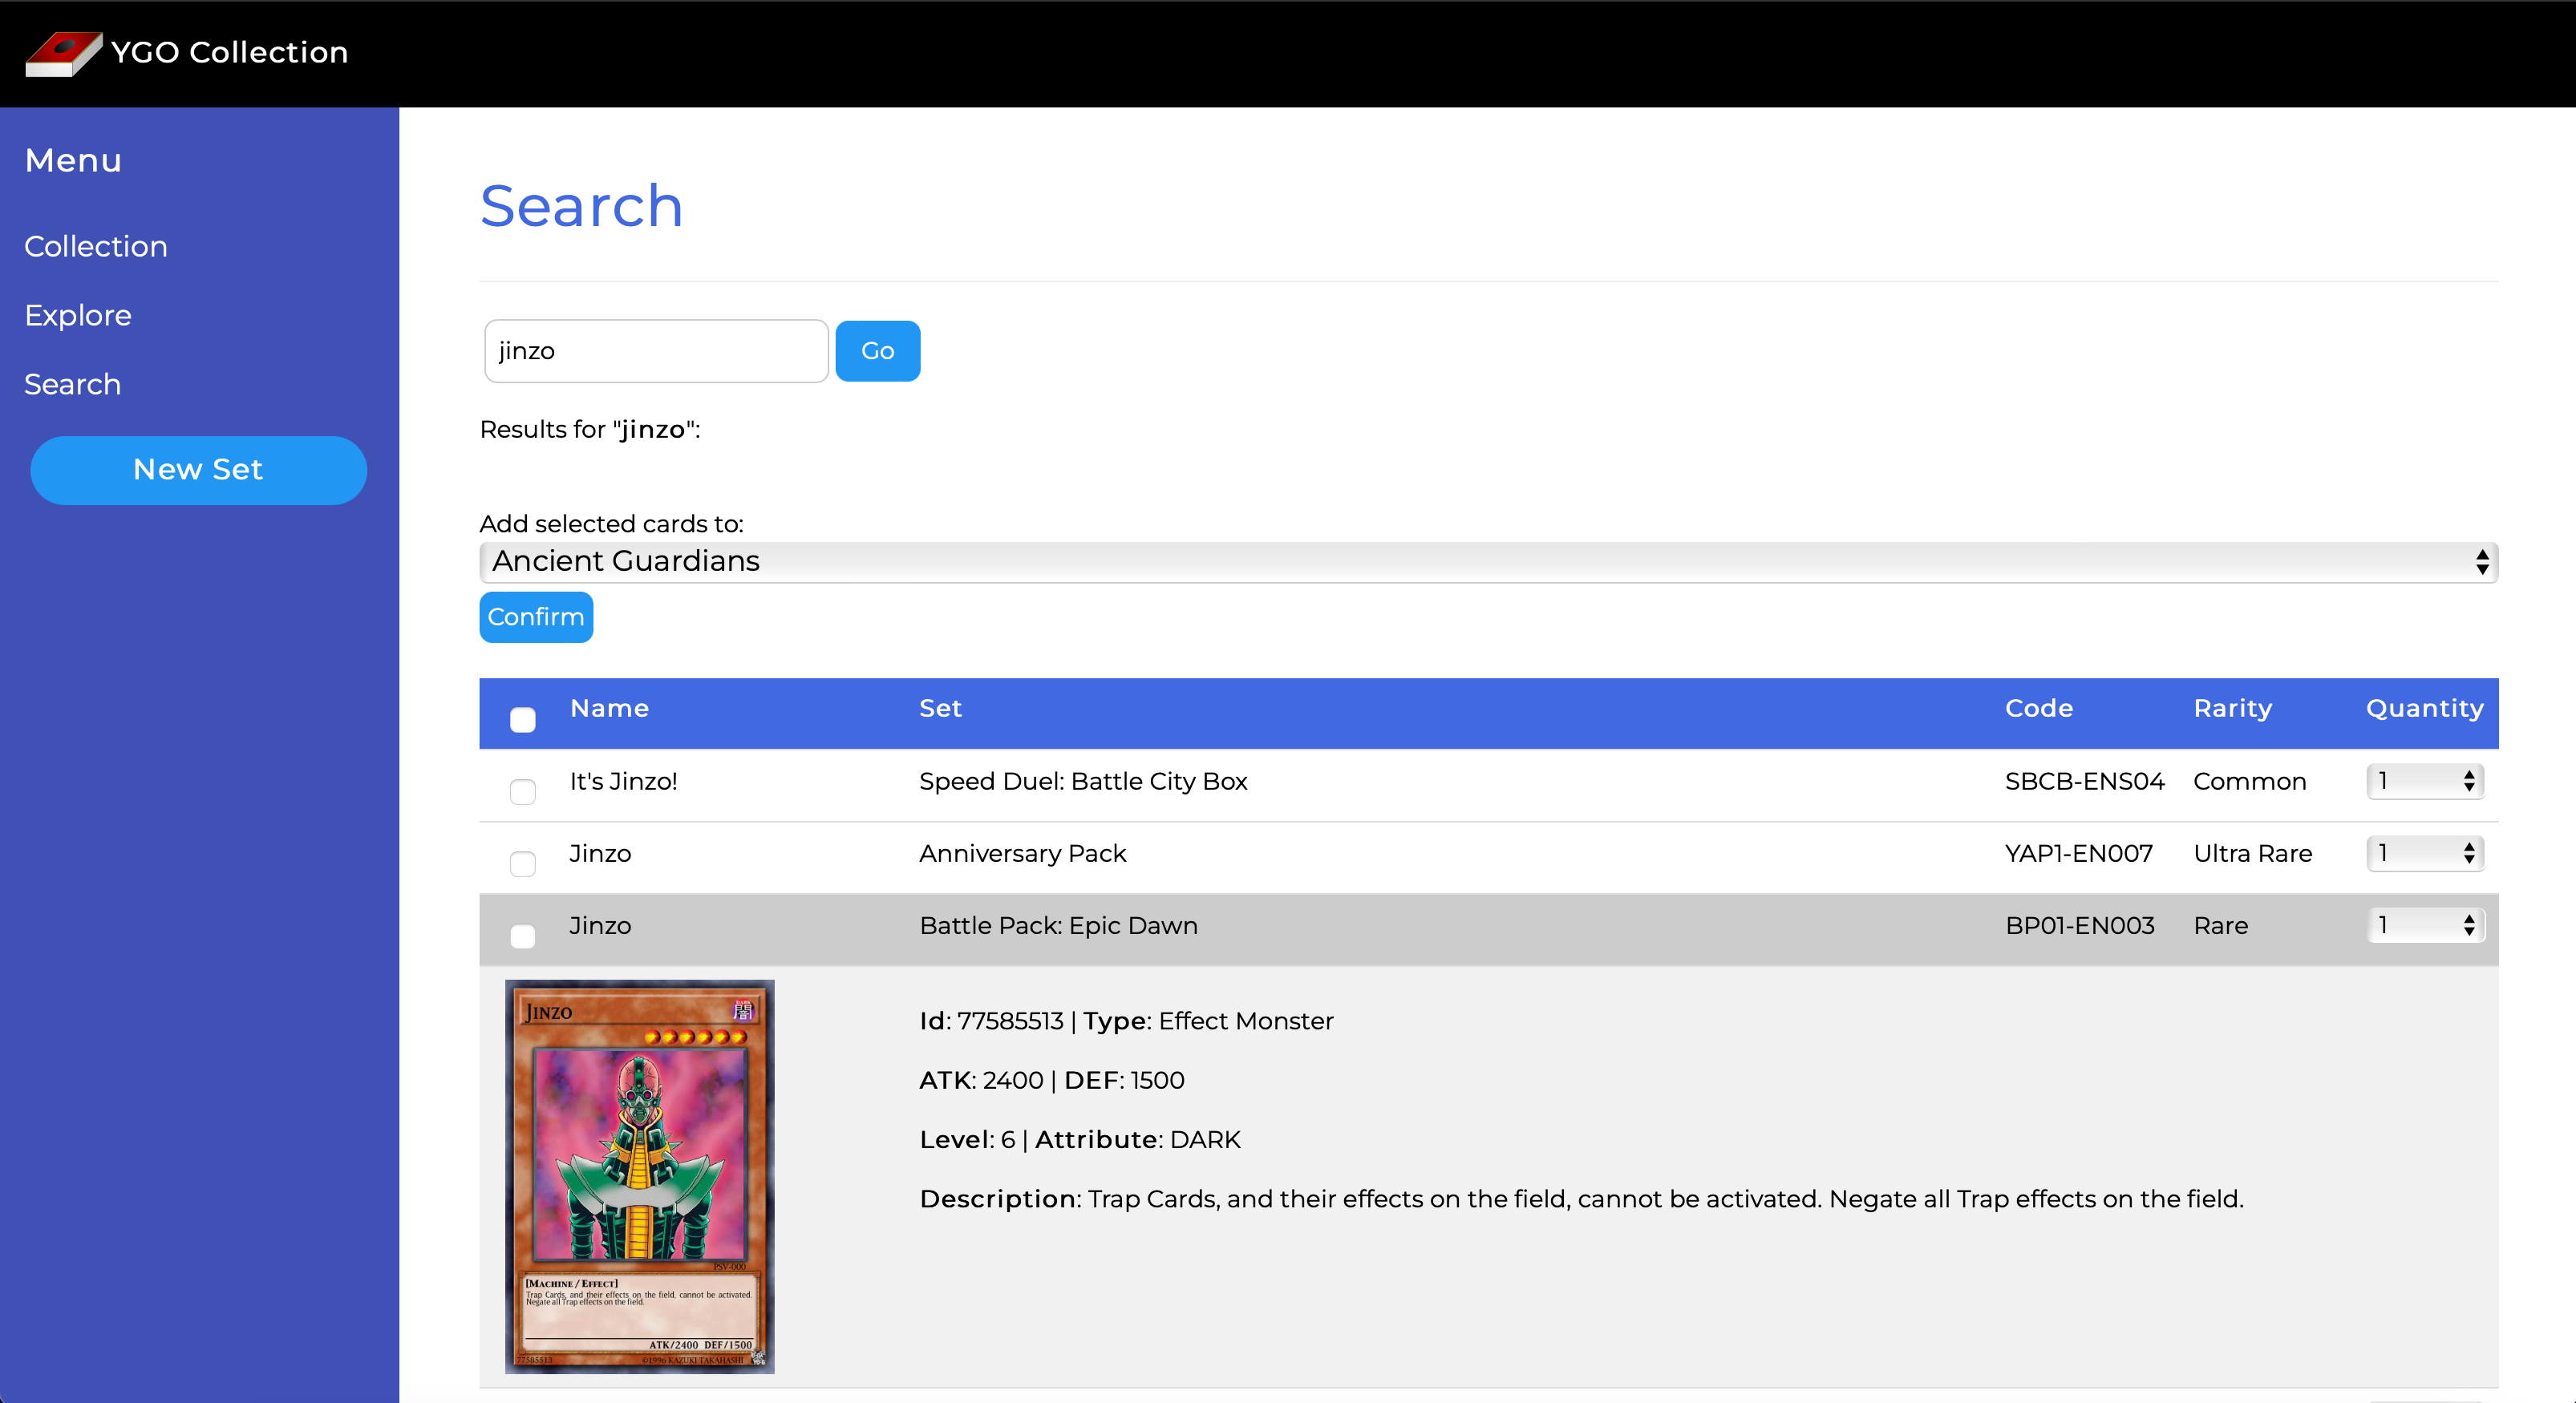 YGO Collection
Menu
Collection
Explore
Search
New Set
Search
jinzo
Go
Results for "jinzo":
Add selected cards to:
Ancient Guardians
Confirm
Name Set Code Rarity Quantity
It's Jinzo! Speed Duel: Battle City Box SBCB-ENS04 Common 1
Jinzo Anniversary Pack YAP1-EN007 Ultra Rare 1
Jinzo Battle Pack: Epic Dawn BP01-EN003 Rare 1
JINZO
闇
PSV-000
[MACHINE / EFFECT]
Trap Cards, and their effects on the field, cannot be activated.
Negate all Trap effects on the field.
ATK/2400 DEF/1500
77585513 ©1996 KAZUKI TAKAHASHI
Id: 77585513 | Type: Effect Monster
ATK: 2400 | DEF: 1500
Level: 6 | Attribute: DARK
Description: Trap Cards, and their effects on the field, cannot be activated. Negate all Trap effects on the field.